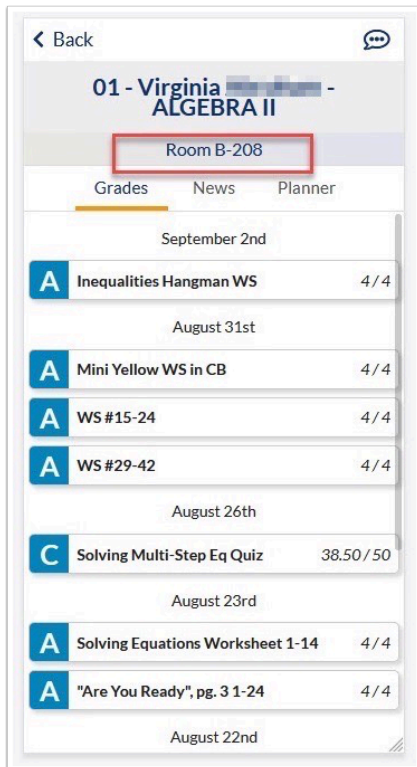 Back
01 - Virginia -
ALGEBRA II
Room B-208
Grades News Planner
September 2nd
A Inequalities Hangman WS 4/4
August 31st
A Mini Yellow WS in CB 4/4
A WS #15-24 4/4
A WS #29-42 4/4
August 26th
C Solving Multi-Step Eq Quiz 38.50/50
August 23rd
A Solving Equations Worksheet 1-14 4/4
A "Are You Ready", pg. 3 1-24 4/4
August 22nd